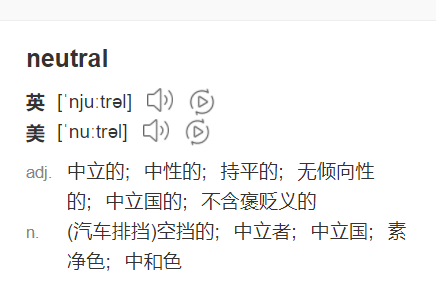 neutral
英 [ˈnjuːtrəl]
美 [ˈnuːtrəl]
adj. 中立的；中性的；持平的；无倾向性
的；中立国的；不含褒贬义的
n. (汽车排挡)空挡的；中立者；中立国；素
净色；中和色